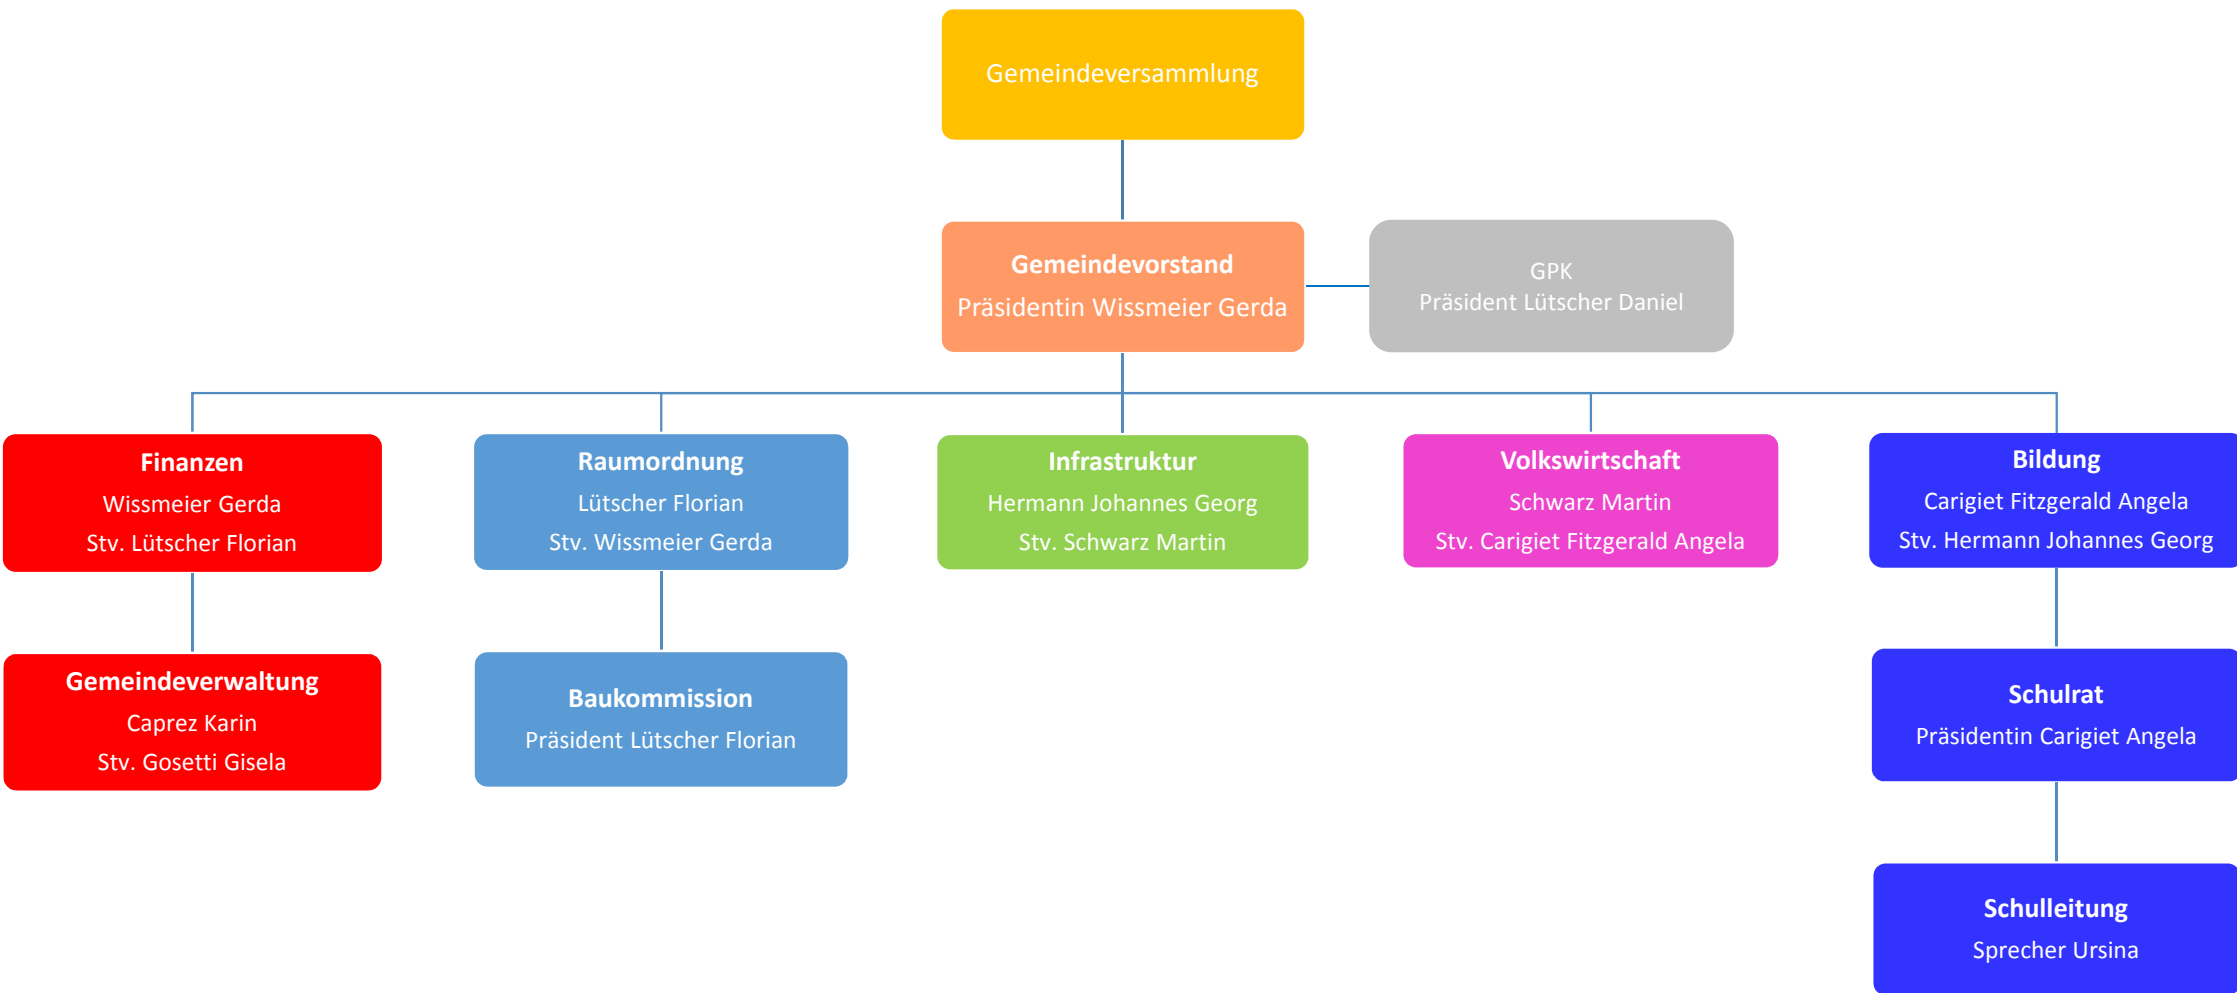 Gemeindeversammlung
Gemeindevorstand
Präsidentin Wissmeier Gerda
GPK
Präsident Lütscher Daniel
Finanzen
Wissmeier Gerda
Stv. Lütscher Florian
Raumordnung
Lütscher Florian
Stv. Wissmeier Gerda
Infrastruktur
Hermann Johannes Georg
Stv. Schwarz Martin
Volkswirtschaft
Schwarz Martin
Stv. Carigiet Fitzgerald Angela
Bildung
Carigiet Fitzgerald Angela
Stv. Hermann Johannes Georg
Gemeindeverwaltung
Caprez Karin
Stv. Gosetti Gisela
Baukommission
Präsident Lütscher Florian
Schulrat
Präsidentin Carigiet Angela
Schulleitung
Sprecher Ursina